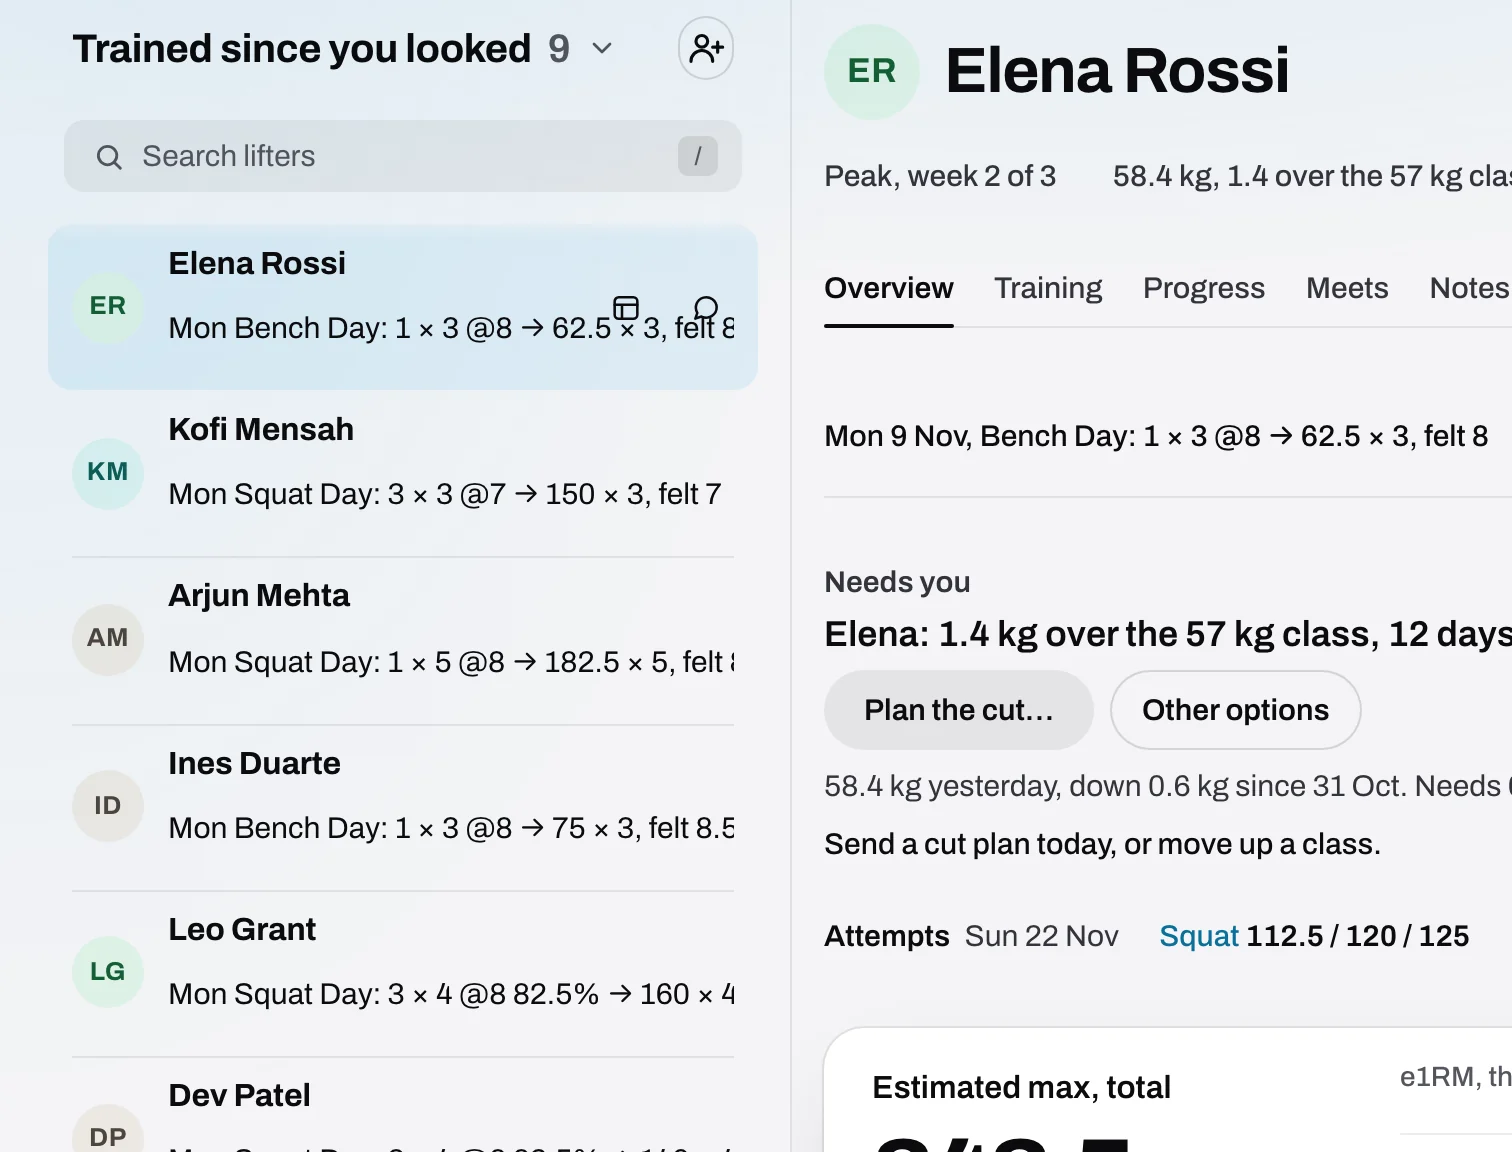 Trained since you looked 9
Search lifters /
ER
Elena Rossi
Mon Bench Day: 1 × 3 @8 → 62.5 × 3, felt 8
KM
Kofi Mensah
Mon Squat Day: 3 × 3 @7 → 150 × 3, felt 7
AM
Arjun Mehta
Mon Squat Day: 1 × 5 @8 → 182.5 × 5, felt
ID
Ines Duarte
Mon Bench Day: 1 × 3 @8 → 75 × 3, felt 8.5
LG
Leo Grant
Mon Squat Day: 3 × 4 @8 82.5% → 160 × 4
DP
Dev Patel
ER
Elena Rossi
Peak, week 2 of 3 58.4 kg, 1.4 over the 57 kg clas
Overview Training Progress Meets Notes
Mon 9 Nov, Bench Day: 1 × 3 @8 → 62.5 × 3, felt 8
Needs you
Elena: 1.4 kg over the 57 kg class, 12 days
Plan the cut… Other options
58.4 kg yesterday, down 0.6 kg since 31 Oct. Needs
Send a cut plan today, or move up a class.
Attempts Sun 22 Nov Squat 112.5 / 120 / 125
Estimated max, total
e1RM, th